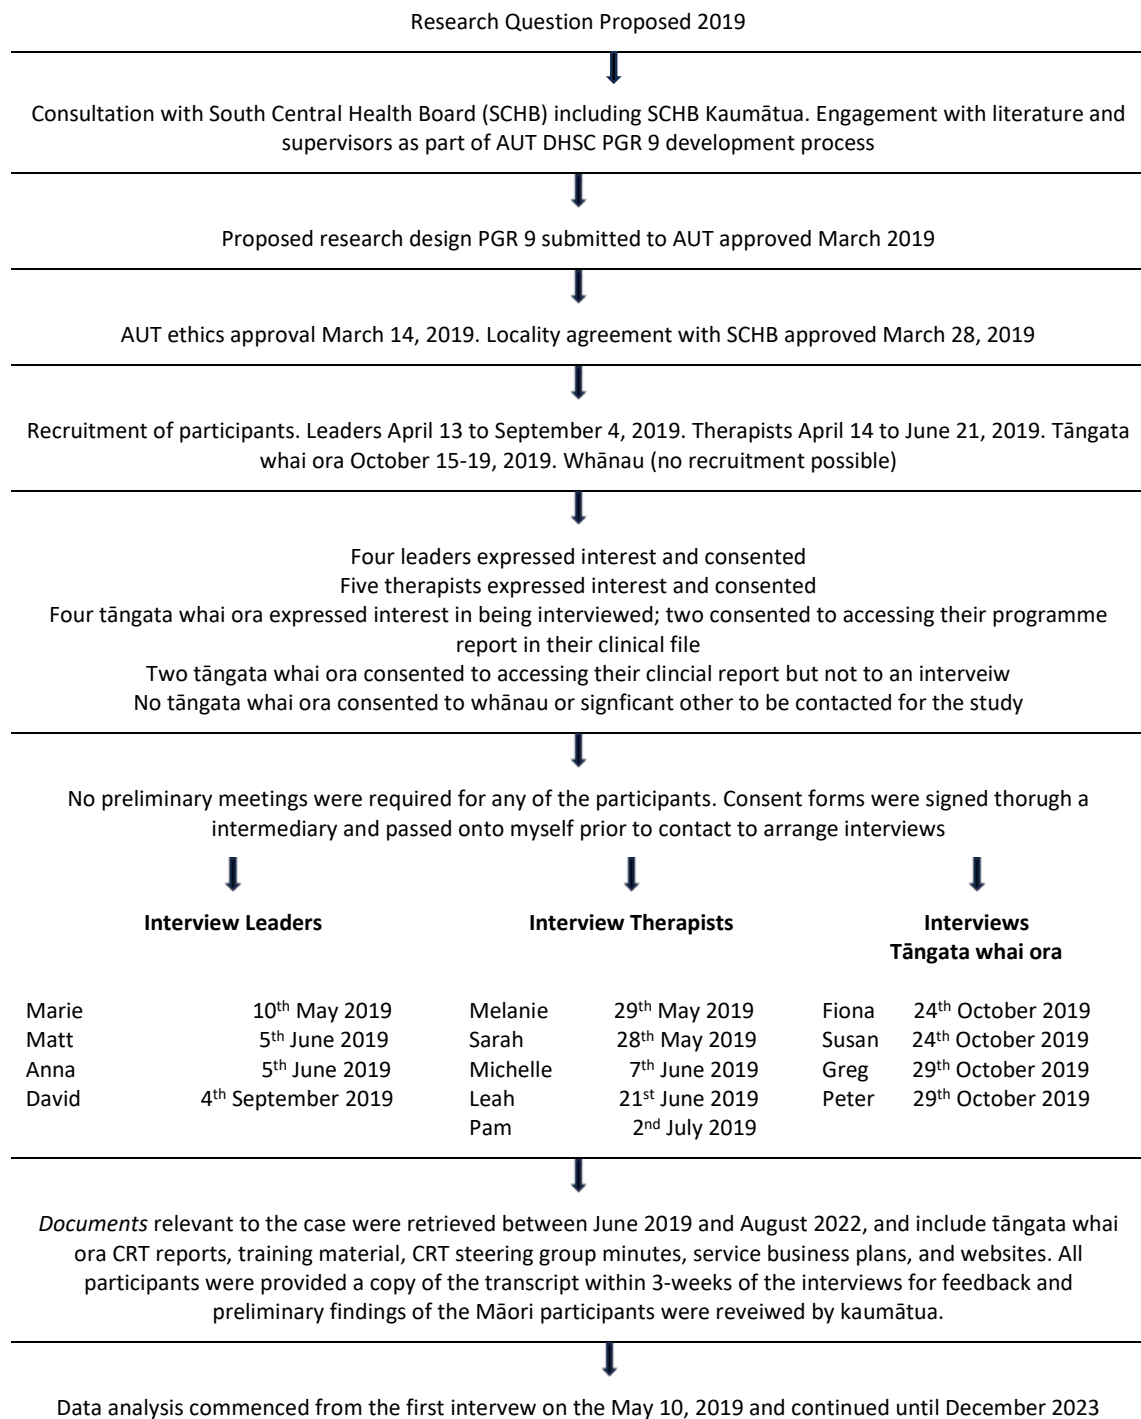 Research Question Proposed 2019
Consultation with South Central Health Board (SCHB) including SCHB Kaumātua. Engagement with literature and
supervisors as part of AUT DHSC PGR 9 development process
Proposed research design PGR 9 submitted to AUT approved March 2019
AUT ethics approval March 14, 2019. Locality agreement with SCHB approved March 28, 2019
Recruitment of participants. Leaders April 13 to September 4, 2019. Therapists April 14 to June 21, 2019. Tāngata
whai ora October 15-19, 2019. Whānau (no recruitment possible)
Four leaders expressed interest and consented
Five therapists expressed interest and consented
Four tāngata whai ora expressed interest in being interviewed; two consented to accessing their programme
report in their clinical file
Two tāngata whai ora consented to accessing their clincial report but not to an interveiw
No tāngata whai ora consented to whānau or signficant other to be contacted for the study
No preliminary meetings were required for any of the participants. Consent forms were signed thorugh a
intermediary and passed onto myself prior to contact to arrange interviews
Interview Leaders
Marie 10th May 2019
Matt 5th June 2019
Anna 5th June 2019
David 4th September 2019
Interview Therapists
Melanie 29th May 2019
Sarah 28th May 2019
Michelle 7th June 2019
Leah 21st June 2019
Pam 2nd July 2019
Interviews
Tāngata whai ora
Fiona 24th October 2019
Susan 24th October 2019
Greg 29th October 2019
Peter 29th October 2019
Documents relevant to the case were retrieved between June 2019 and August 2022, and include tāngata whai
ora CRT reports, training material, CRT steering group minutes, service business plans, and websites. All
participants were provided a copy of the transcript within 3-weeks of the interviews for feedback and
preliminary findings of the Māori participants were reveiwed by kaumātua.
Data analysis commenced from the first intervew on the May 10, 2019 and continued until December 2023